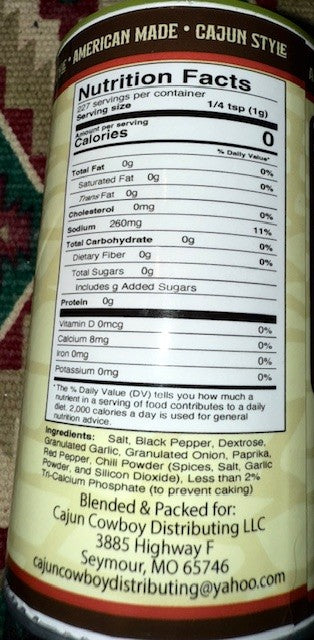 • AMERICAN MADE • CAJUN STYLE
Nutrition Facts
227 servings per container
Serving size 1/4 tsp (1g)
Amount per serving
Calories 0
% Daily Value*
Total Fat 0g 0%
Saturated Fat 0g 0%
Trans Fat 0g
Cholesterol 0mg 0%
Sodium 260mg 11%
Total Carbohydrate 0g 0%
Dietary Fiber 0g 0%
Total Sugars 0g
Includes g Added Sugars
Protein 0g
Vitamin D 0mcg 0%
Calcium 8mg 0%
Iron 0mg 0%
Potassium 0mg 0%
*The % Daily Value (DV) tells you how much a
nutrient in a serving of food contributes to a daily
diet. 2,000 calories a day is used for general
nutrition advice.
Ingredients: Salt, Black Pepper, Dextrose,
Granulated Garlic, Granulated Onion, Paprika,
Red Pepper, Chili Powder (Spices, Salt, Garlic
Powder, and Silicon Dioxide), Less than 2%
Tri-Calcium Phosphate (to prevent caking)
Blended & Packed for:
Cajun Cowboy Distributing LLC
3885 Highway F
Seymour, MO 65746
cajuncowboydistributing@yahoo.com